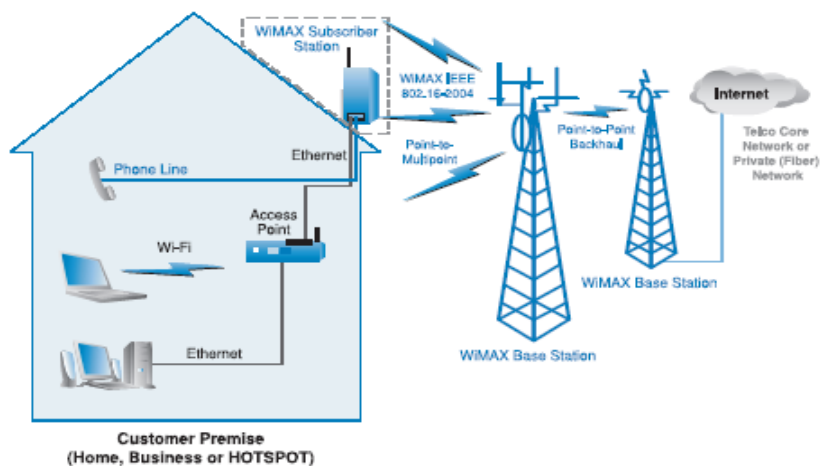 WiMAX Subscriber
Station
WiMAX IEEE
802.16-2004
Internet
Ethernet
Point-to-
Multipoint
Point-to-Point
Backhaul
Telco Core
Network or
Private (Fiber)
Network
Phone Line
Access
Point
Wi-Fi
WiMAX Base Station
Ethernet
WiMAX Base Station
Customer Premise
(Home, Business or HOTSPOT)